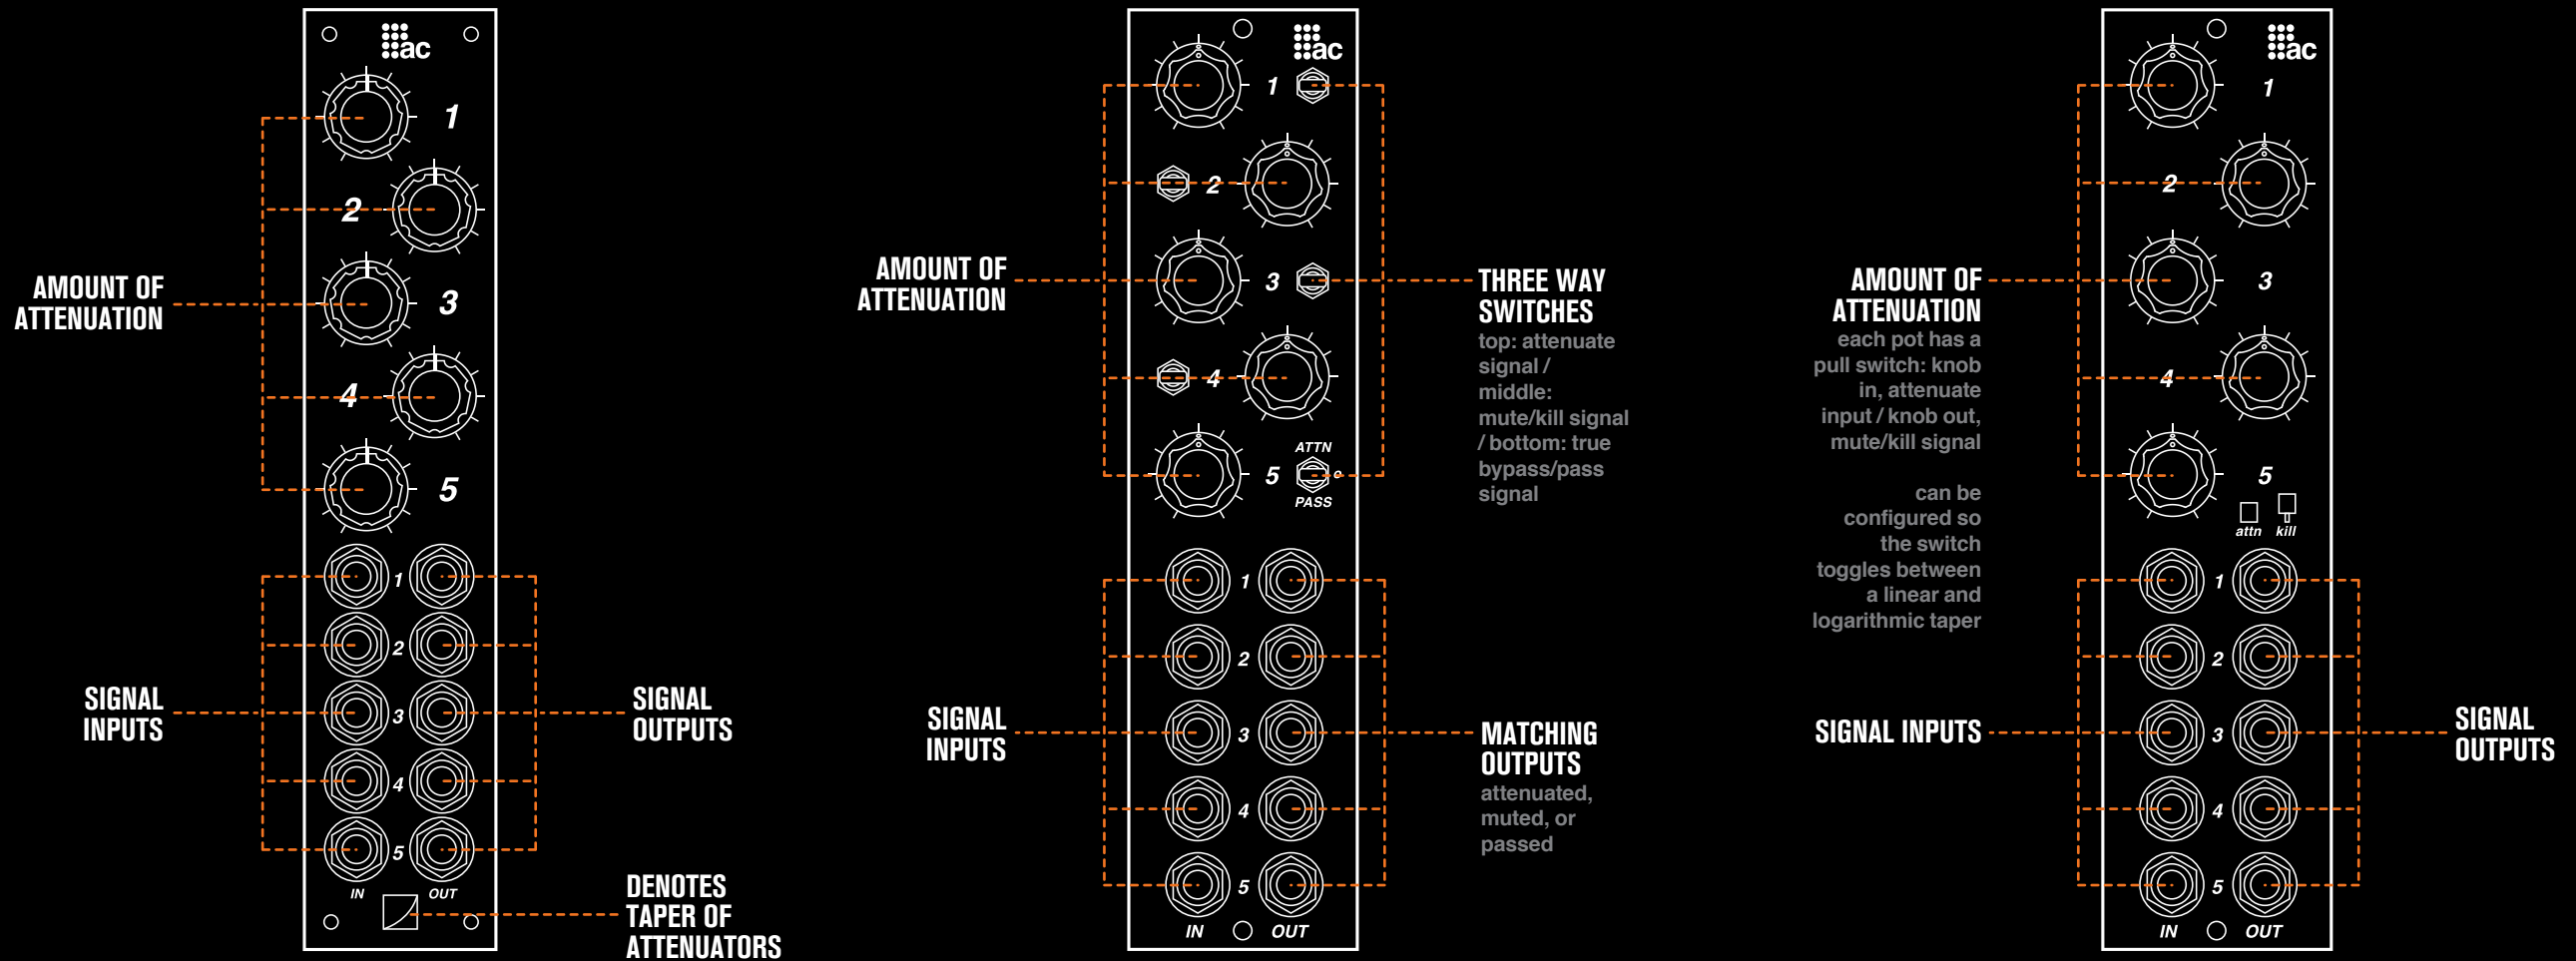 ac
1
2
3
4
5
1
2
3
4
5
IN OUT
AMOUNT OF
ATTENUATION
SIGNAL
INPUTS
SIGNAL
OUTPUTS
DENOTES
TAPER OF
ATTENUATORS
ac
1
2
3
4
5
ATTN
PASS
1
2
3
4
5
IN OUT
AMOUNT OF
ATTENUATION
THREE WAY
SWITCHES
top: attenuate
signal /
middle:
mute/kill signal
/ bottom: true
bypass/pass
signal
SIGNAL
INPUTS
MATCHING
OUTPUTS
attenuated,
muted, or
passed
ac
1
2
3
4
5
attn kill
1
2
3
4
5
IN OUT
AMOUNT OF
ATTENUATION
each pot has a
pull switch: knob
in, attenuate
input / knob out,
mute/kill signal
can be
configured so
the switch
toggles between
a linear and
logarithmic taper
SIGNAL INPUTS
SIGNAL
OUTPUTS